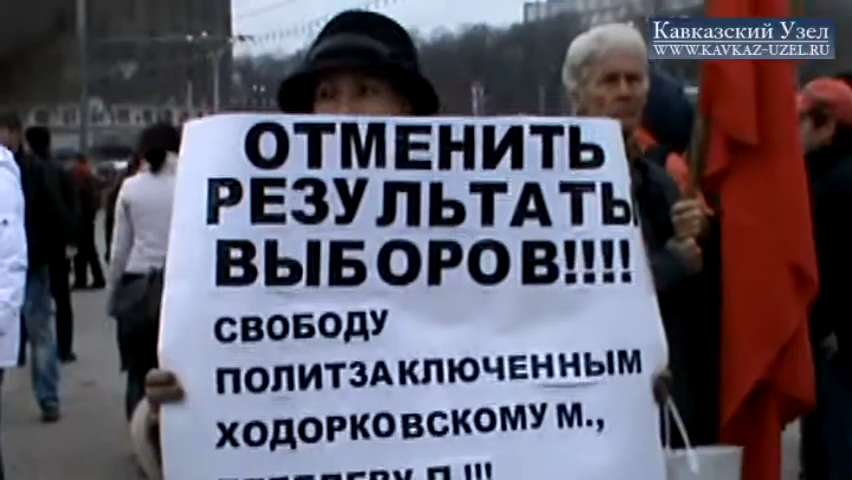 Кавказский Узел
WWW.KAVKAZ-UZEL.RU
ОТМЕНИТЬ
РЕЗУЛЬТАТЫ
ВЫБОРОВ!!!!
СВОБОДУ
ПОЛИТЗАКЛЮЧЕННЫМ
ХОДОРКОВСКОМУ М.,
П.!!!